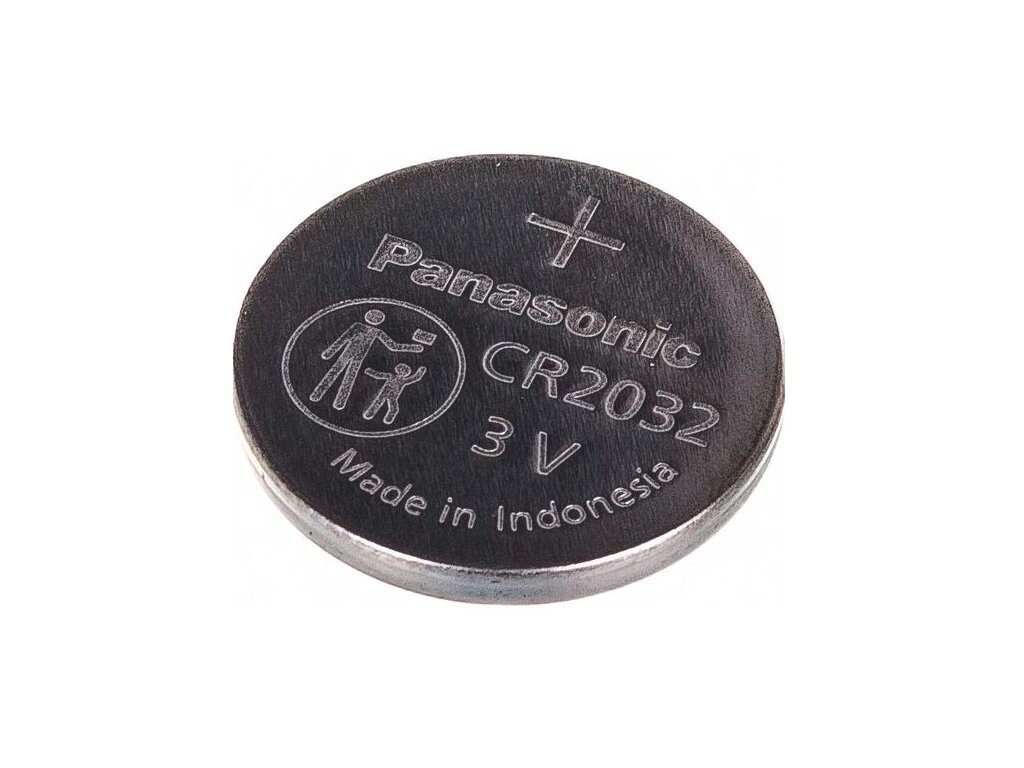 +
Panasonic
CR2032
3 V
Made in Indonesia